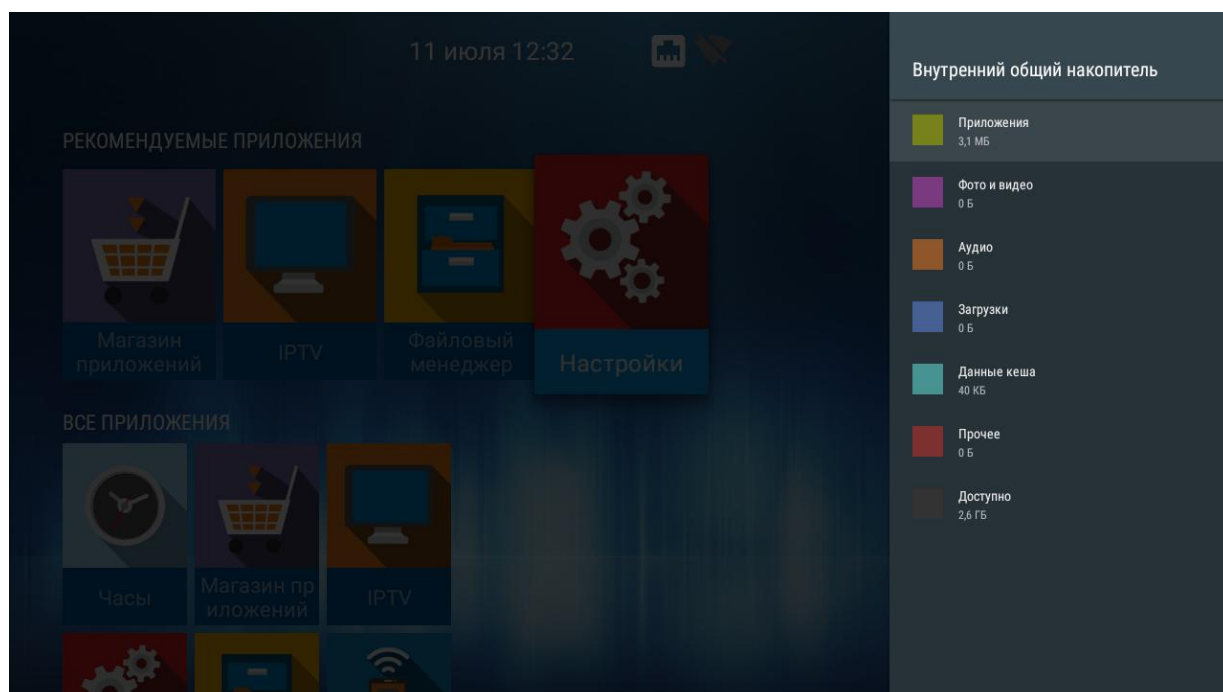 11 июля 12:32
РЕКОМЕНДУЕМЫЕ ПРИЛОЖЕНИЯ
Магазин
приложений
IPTV
Файловый
менеджер
Настройки
ВСЕ ПРИЛОЖЕНИЯ
Часы
Магазин пр
иложений
IPTV
Внутренний общий накопитель
Приложения
3,1 МБ
Фото и видео
0 Б
Аудио
0 Б
Загрузки
0 Б
Данные кеша
40 КБ
Прочее
0 Б
Доступно
2,6 ГБ